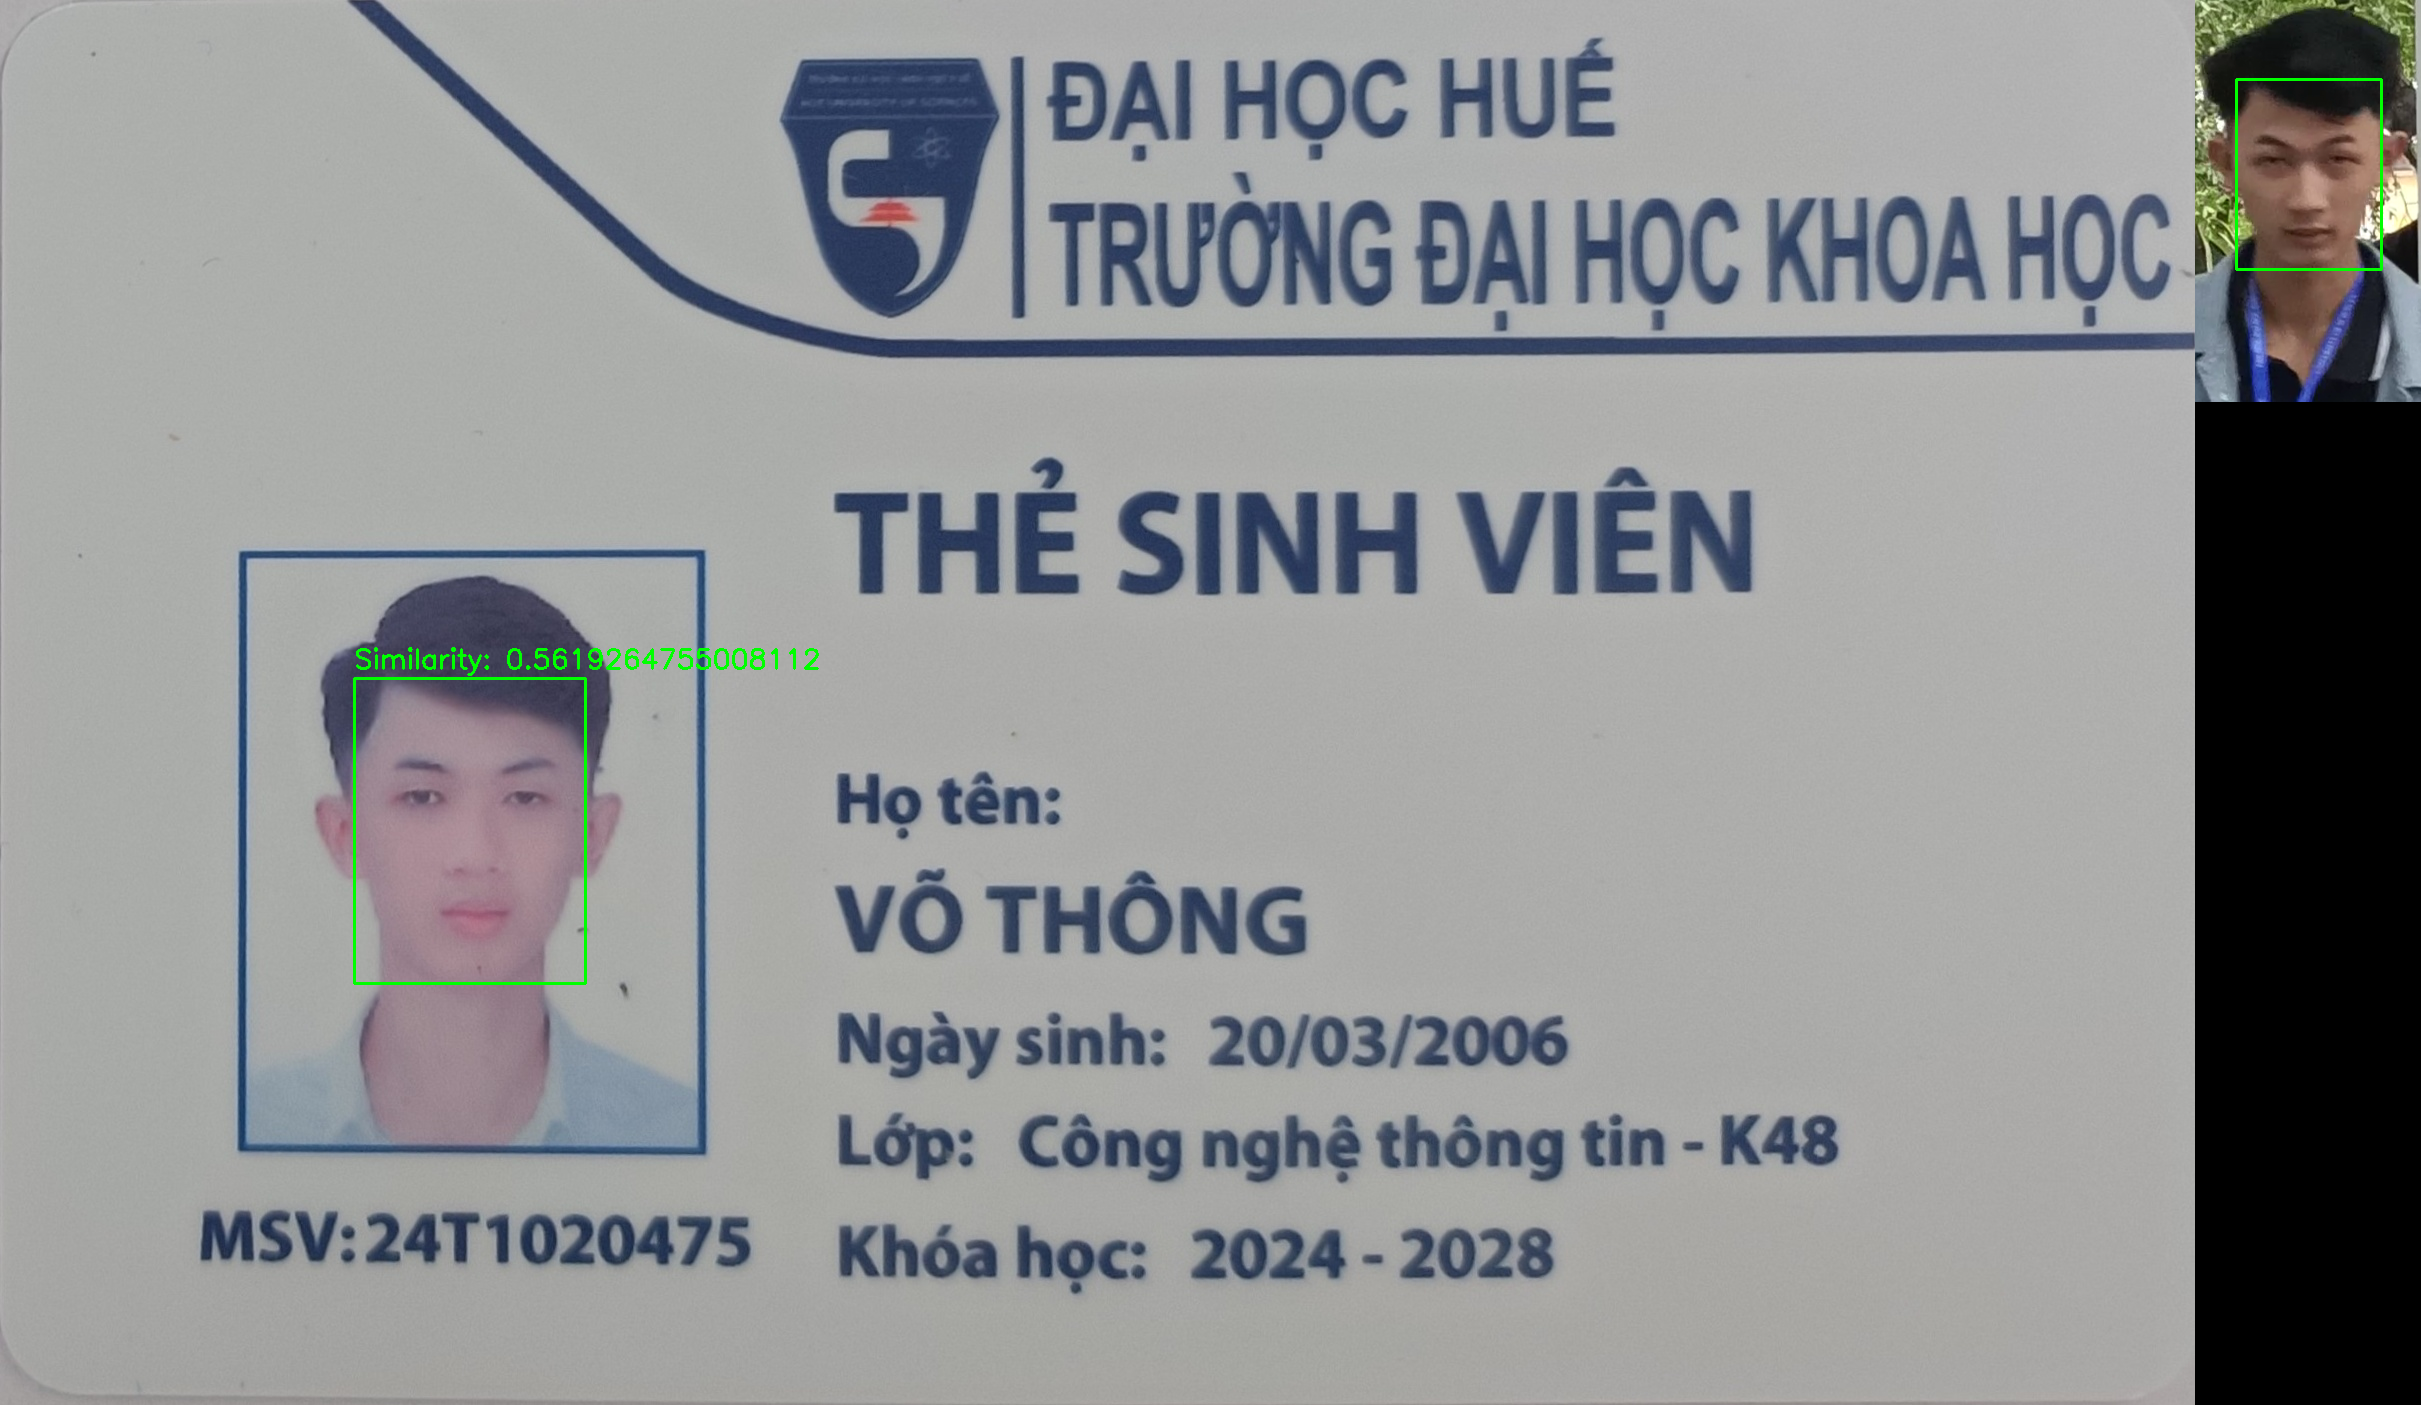 ĐẠI HỌC HUẾ
TRƯỜNG ĐẠI HỌC KHOA HỌC
THẺ SINH VIÊN
Similarity: 0.5619264755008112
Họ tên:
VÕ THÔNG
Ngày sinh: 20/03/2006
Lớp: Công nghệ thông tin - K48
MSV: 24T1020475
Khóa học: 2024 - 2028